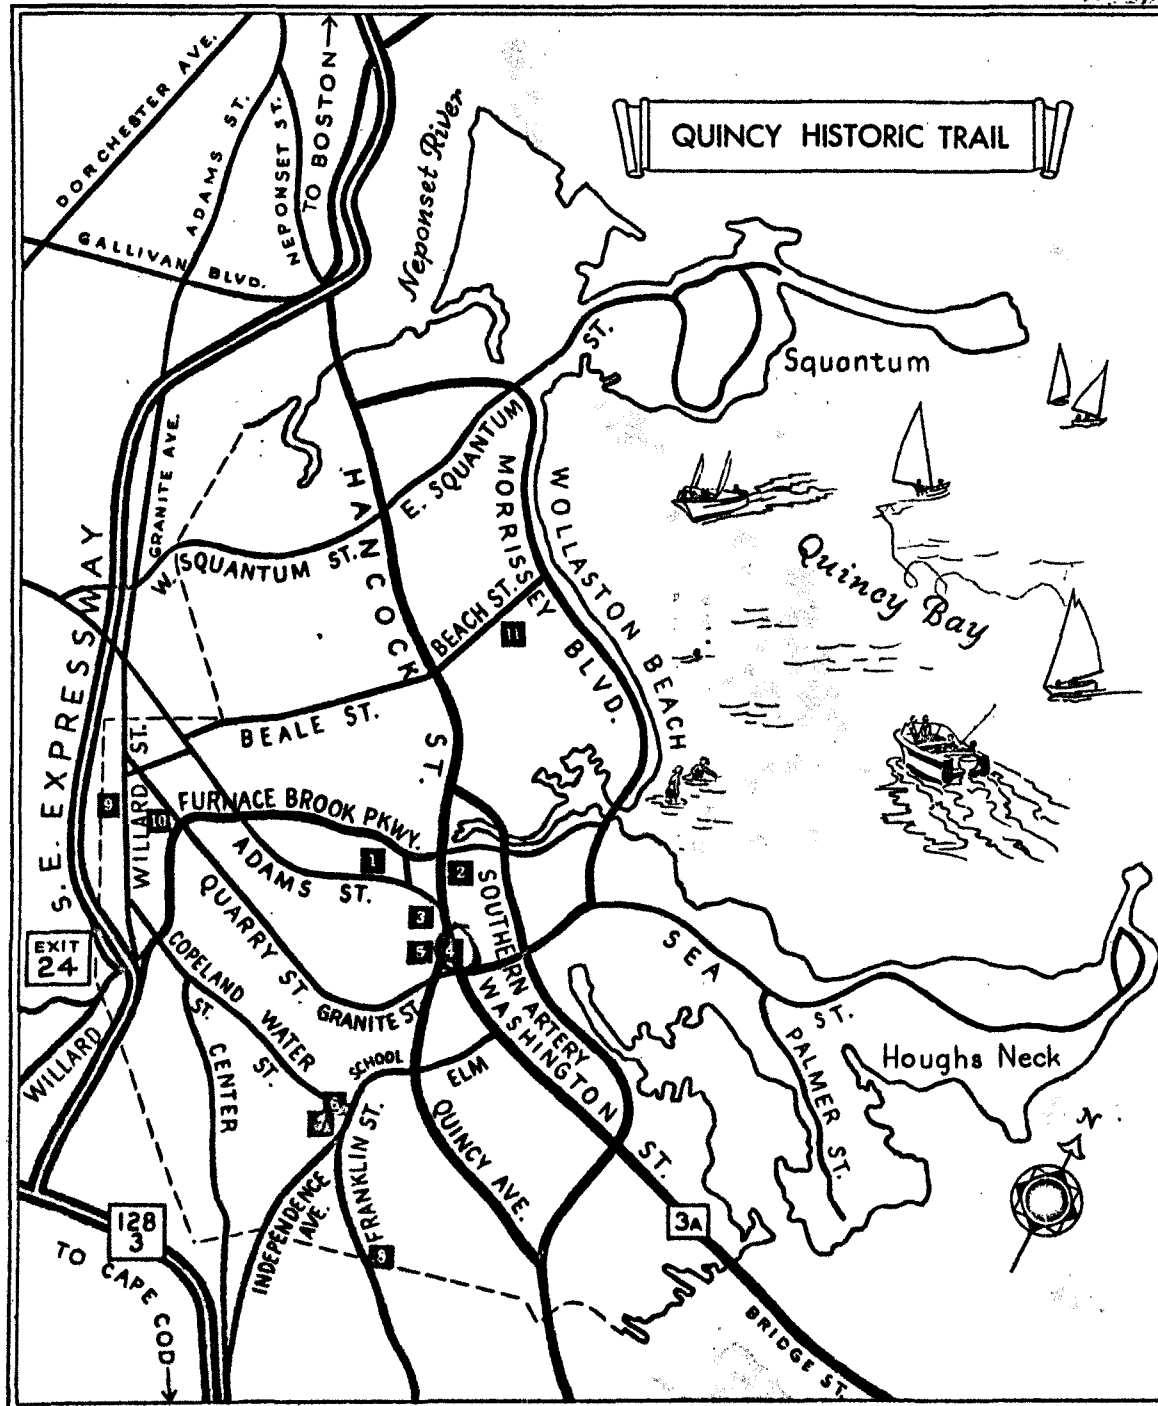 QUINCY HISTORIC TRAIL
DORCHESTER AVE.
ADAMS ST.
NEPONSET ST.
TO BOSTON
GALLIVAN BLVD.
Neponset River
ST.
Squantum
GRANITE AVE.
HANCOCK ST.
E. SQUANTUM
MORRISSEY BLVD.
WOLLASTON BEACH
W. SQUANTUM ST.
S. E. EXPRESSWAY
BEACH ST.
11
Quincy Bay
BEALE ST.
WILLARD ST.
9
10
FURNACE BROOK PKWY.
1
2
ADAMS ST.
3
4
5
QUARRY ST.
SOUTHERN ARTERY
SEA ST.
EXIT
24
COPELAND ST.
GRANITE ST.
WASHINGTON ST.
WATER ST.
SCHOOL
ELM
PALMER ST.
Houghs Neck
WILLARD
CENTER
6
FRANKLIN ST.
QUINCY AVE.
INDEPENDENCE AVE.
N
128
3
3A
TO CAPE COD
BRIDGE ST.